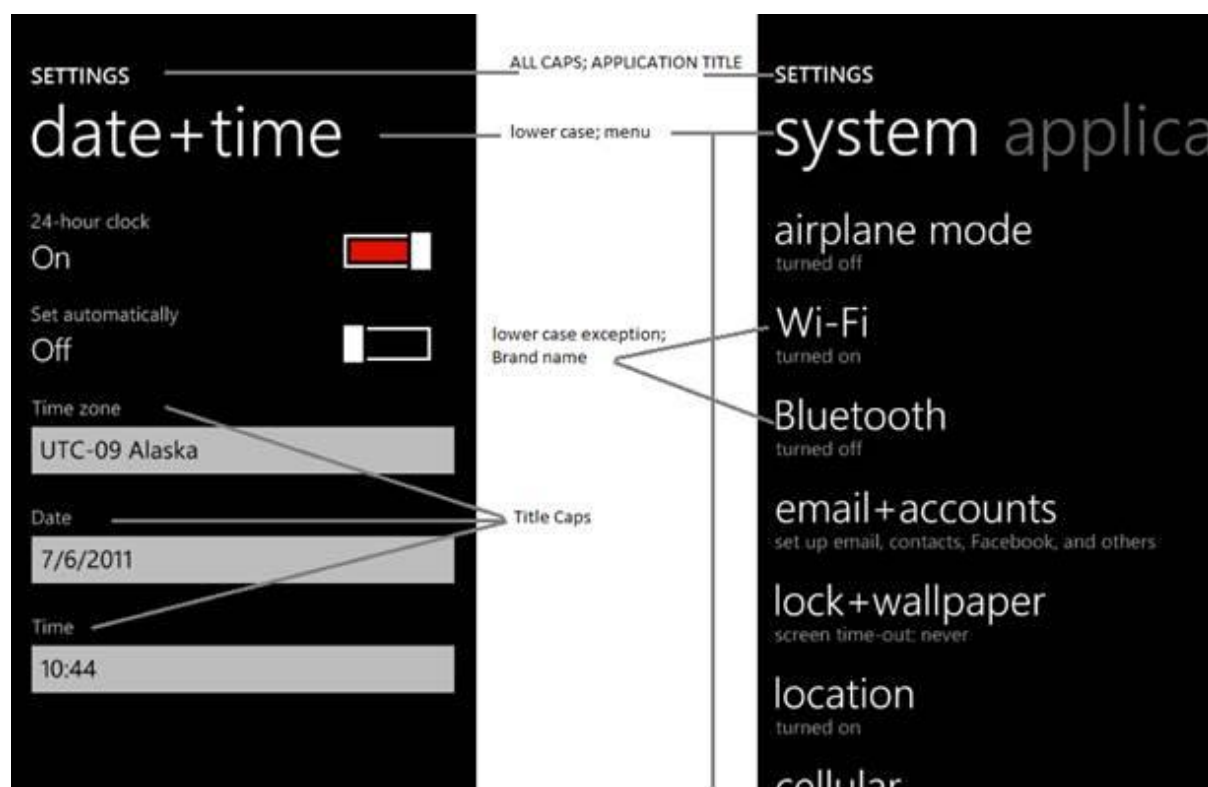 SETTINGS
date+time
24-hour clock
On
Set automatically
Off
Time zone
UTC-09 Alaska
Date
7/6/2011
Time
10:44
ALL CAPS; APPLICATION TITLE
lower case; menu
lower case exception;
Brand name
Title Caps
SETTINGS
system applica
airplane mode
turned off
Wi-Fi
turned on
Bluetooth
turned off
email+accounts
set up email, contacts, Facebook, and others
lock+wallpaper
screen time-out: never
location
turned on
cellular